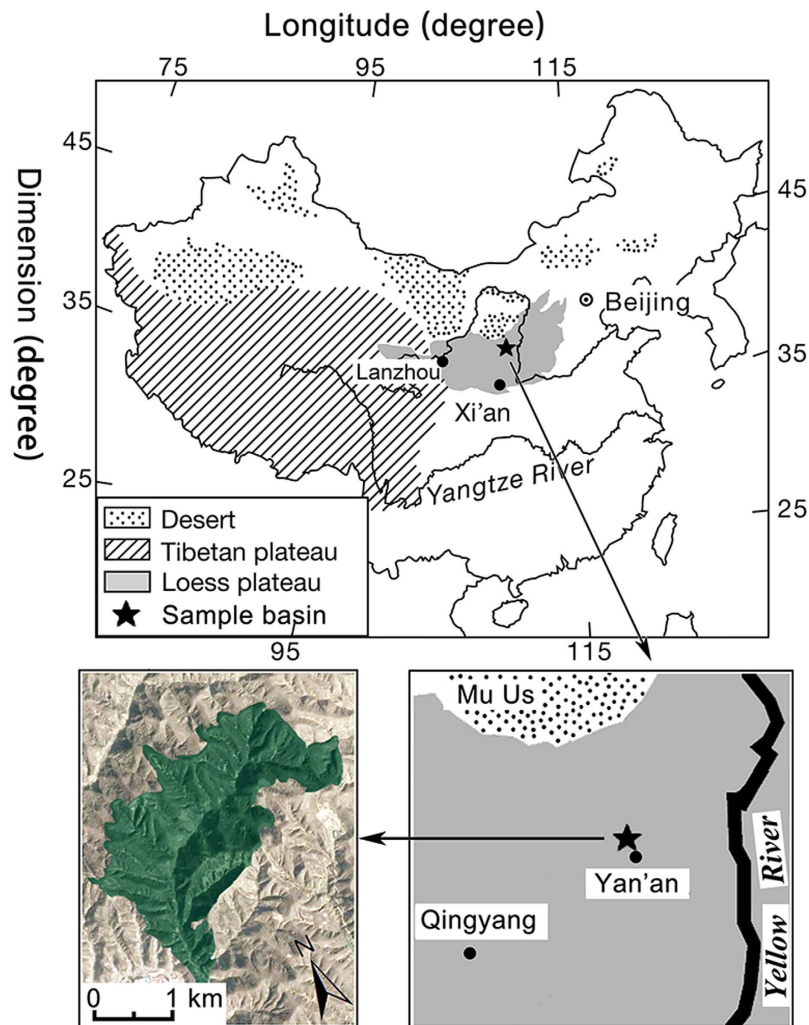 Longitude (degree)
75 95 115
Dimension (degree)
45
35
25
45
35
25
Beijing
Lanzhou
Xi'an
Yangtze River
Desert
Tibetan plateau
Loess plateau
Sample basin
95 115
Mu Us
Yan'an
Qingyang
Yellow River
N
0 1 km